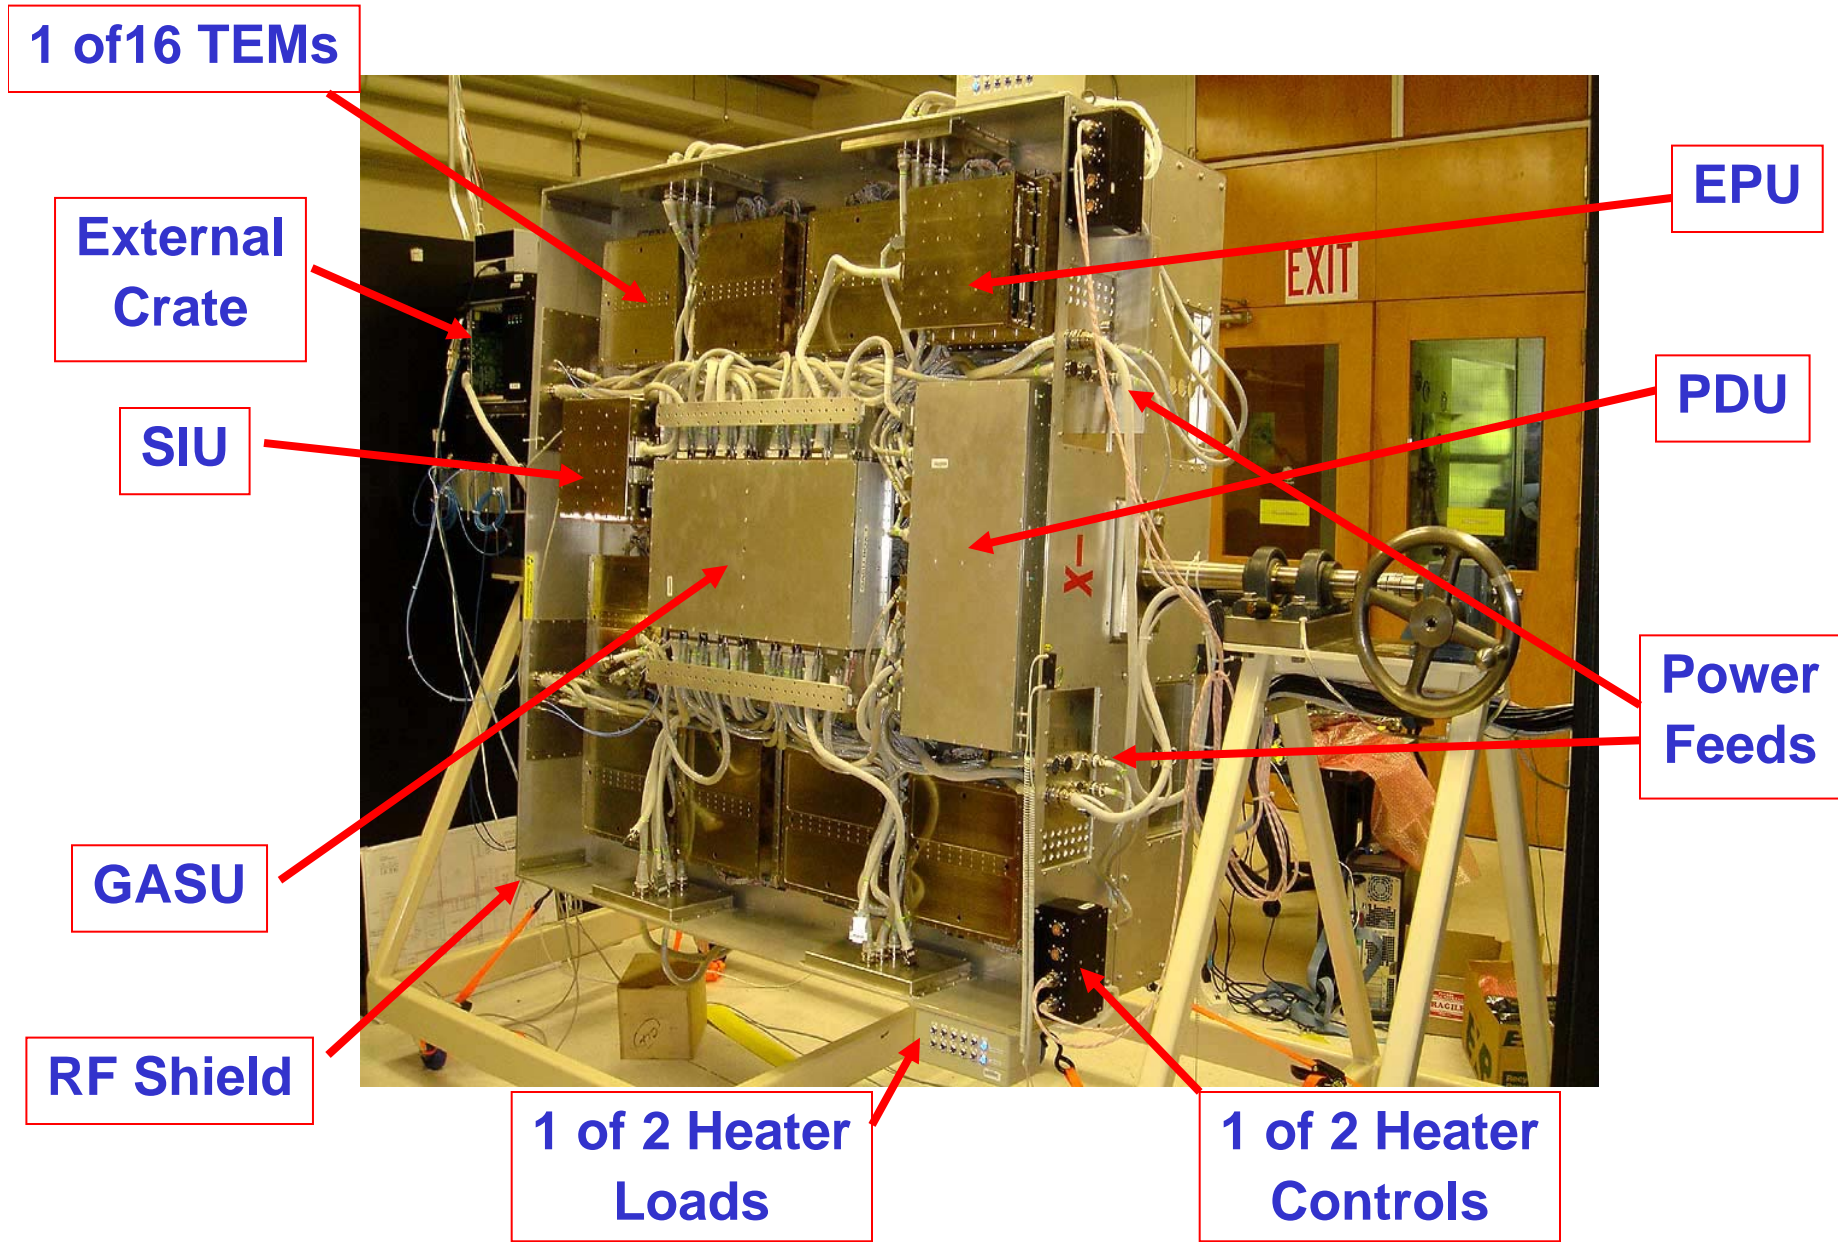 1 of16 TEMs
External
Crate
SIU
GASU
RF Shield
1 of 2 Heater
Loads
1 of 2 Heater
Controls
EPU
PDU
Power
Feeds
EXIT
X-
FRAGILE